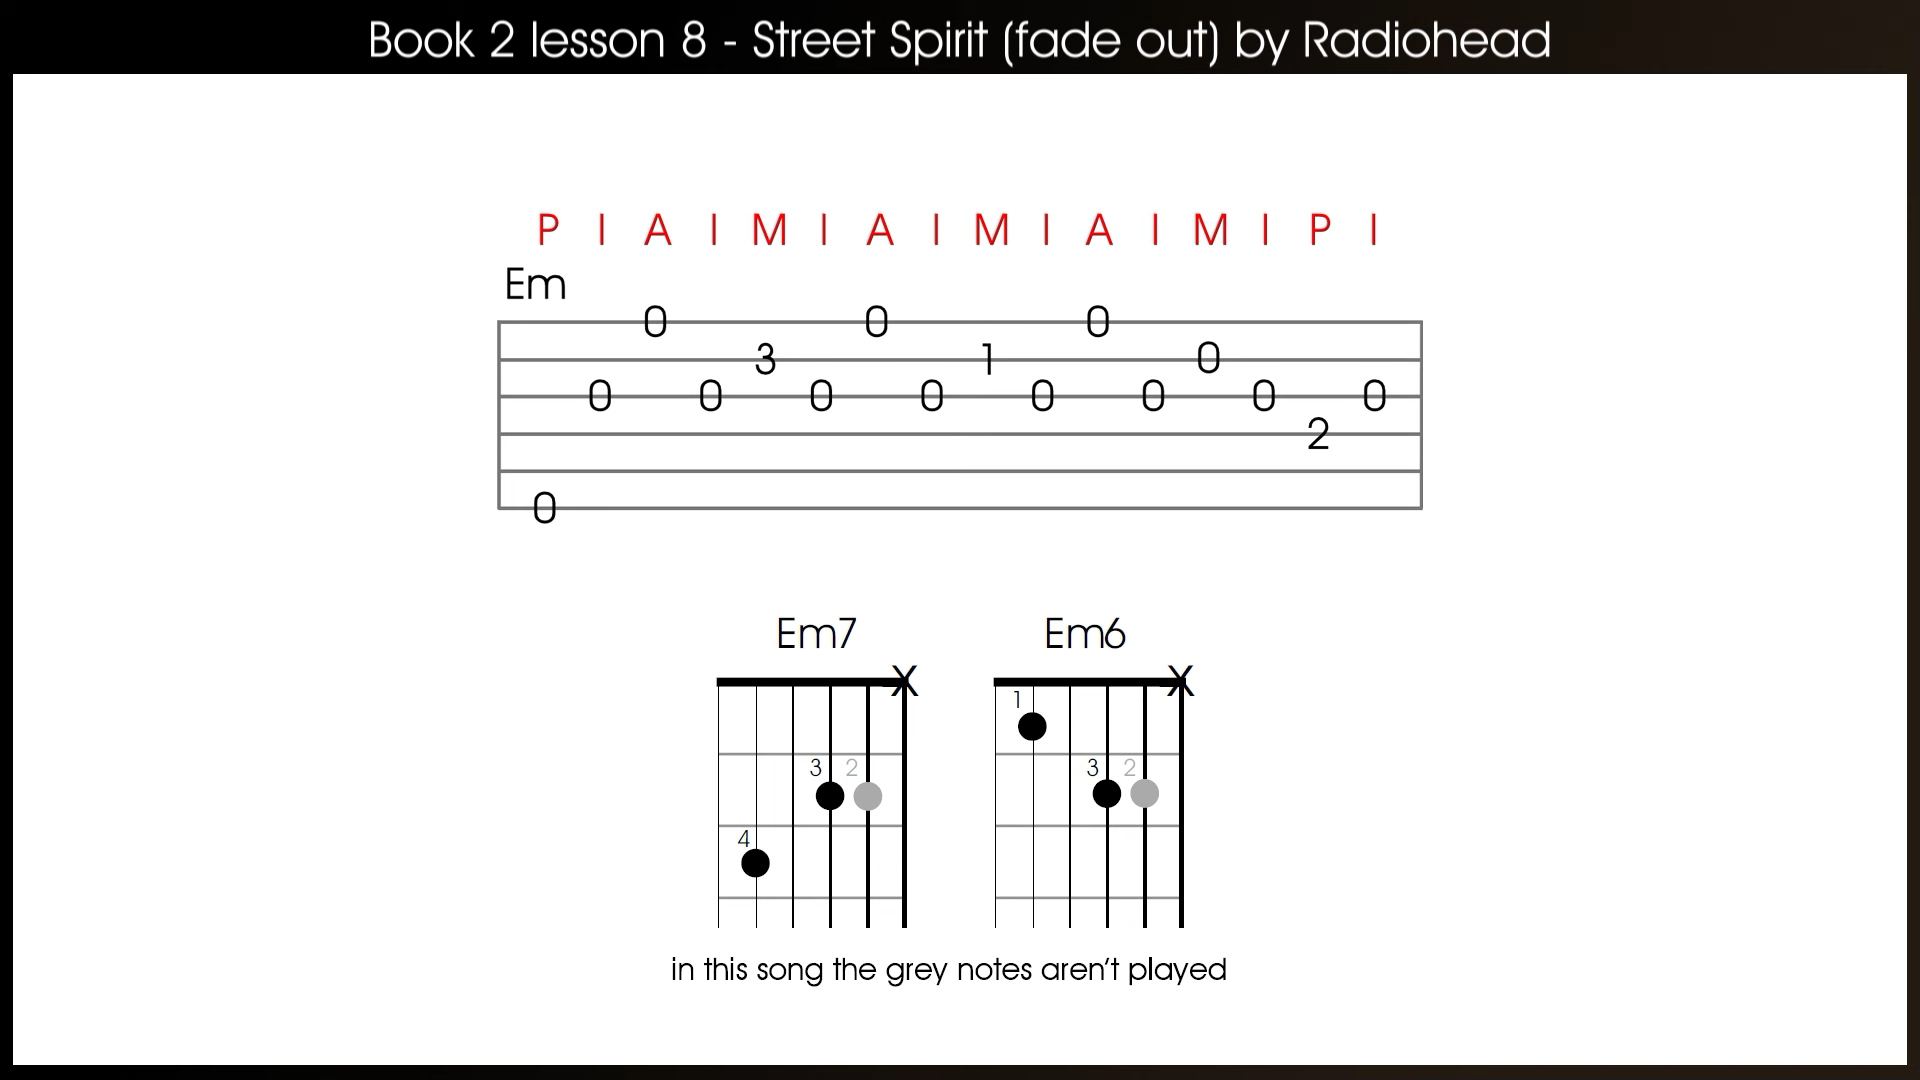 Book 2 lesson 8 - Street Spirit (fade out) by Radiohead
P I A I M I A I M I A I M I P I
Em
0 0 0
3 1 0
0 0 0 0 0 0 0 0
2
0
Em7 Em6
X X
1
3 2 3 2
4
in this song the grey notes aren't played